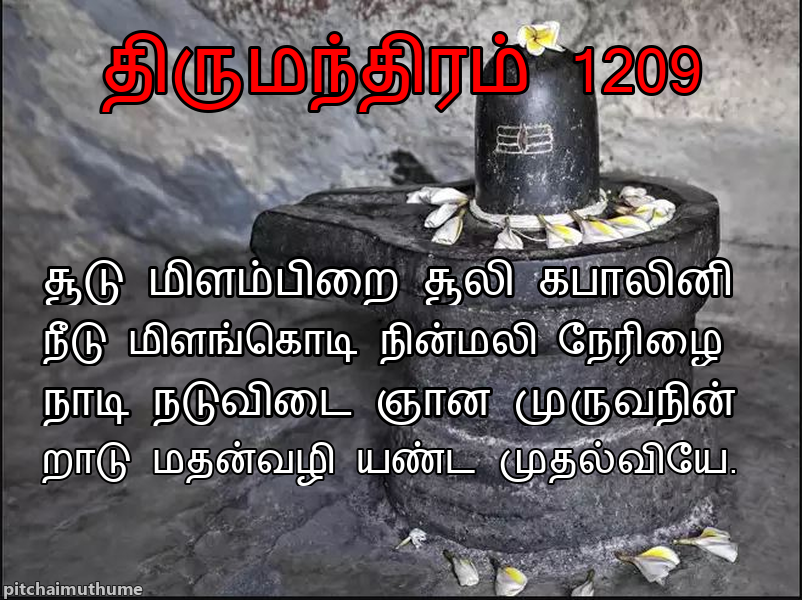 திருமந்திரம் 1209
சூடு மிளம்பிறை சூலி கபாலினி
நீடு மிளங்கொடி நின்மலி நேரிழை
நாடி நடுவிடை ஞான முருவநின்
றாடு மதன்வழி யண்ட முதல்வியே.
pitchaimuthume